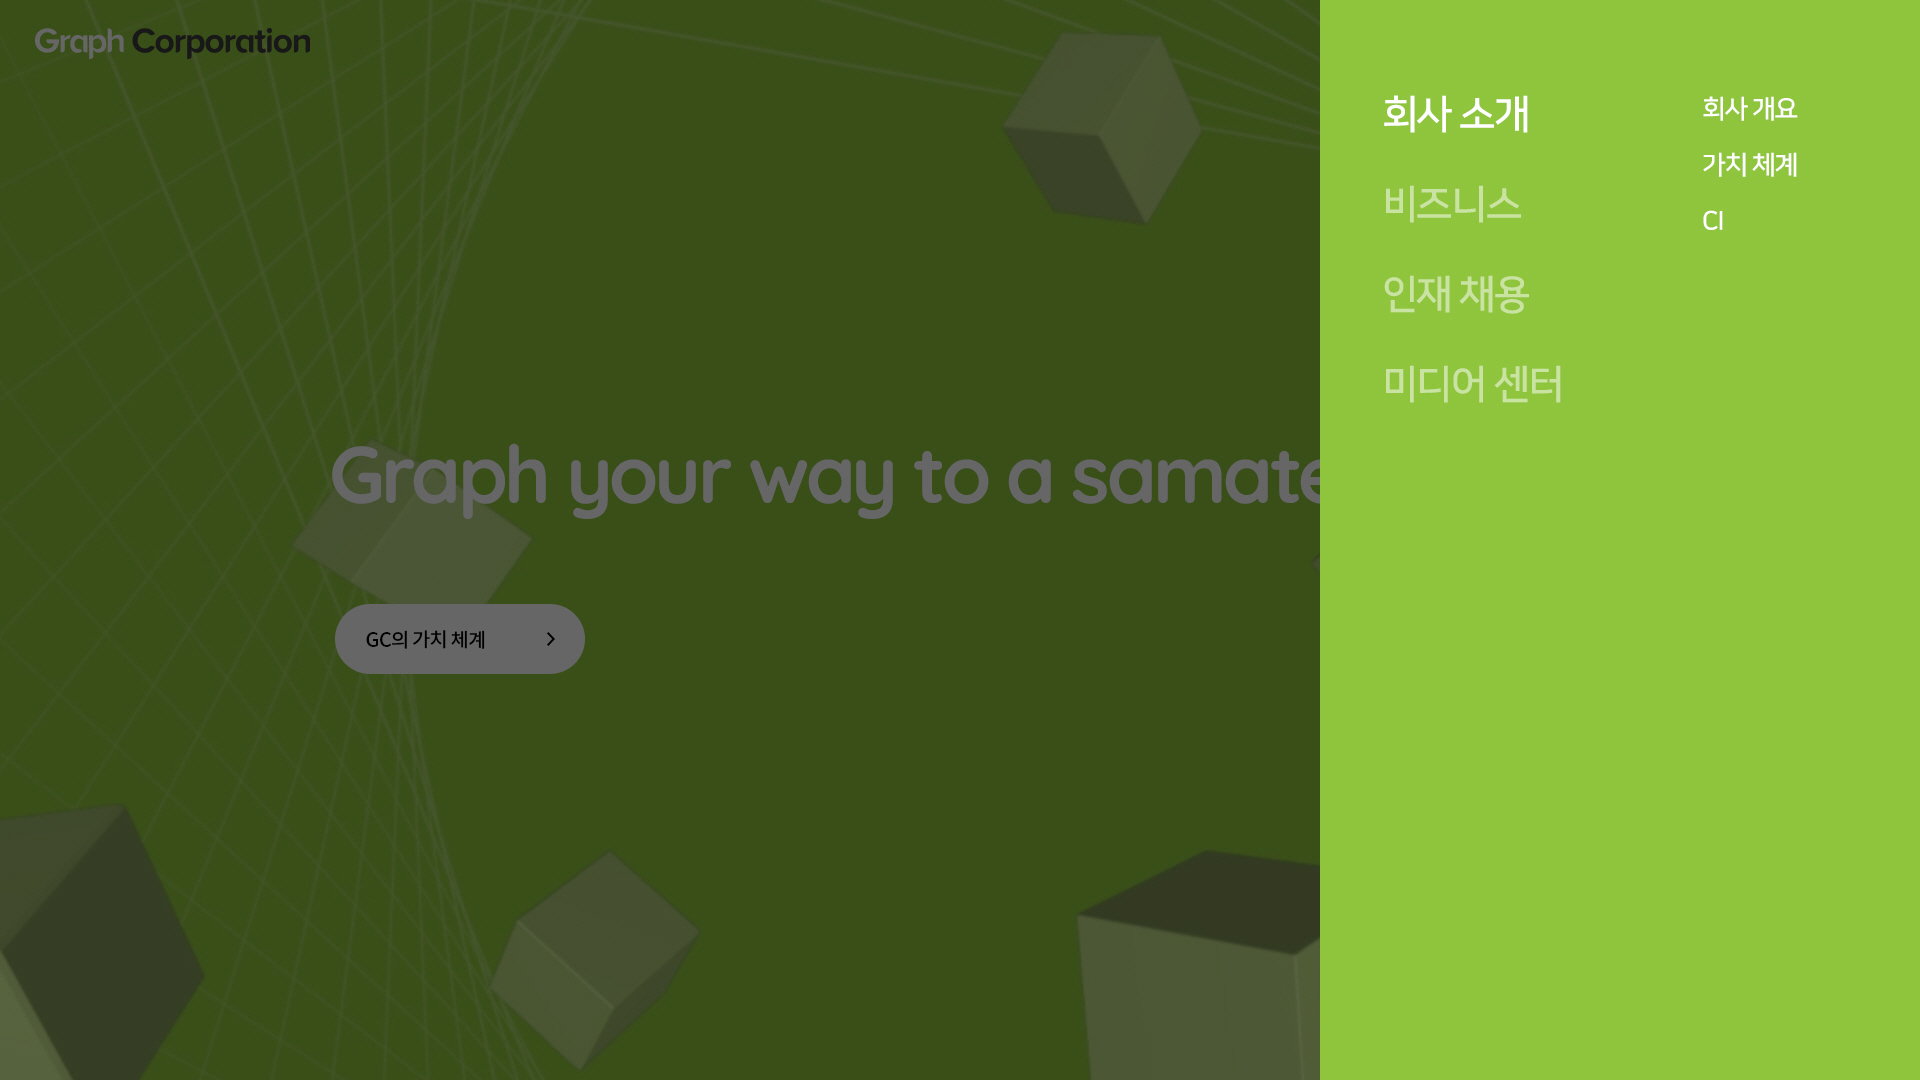 Graph Corporation
Graph your way to a samate
GC의 가치 체계
회사 소개
비즈니스
인재 채용
미디어 센터
회사 개요
가치 체계
CI